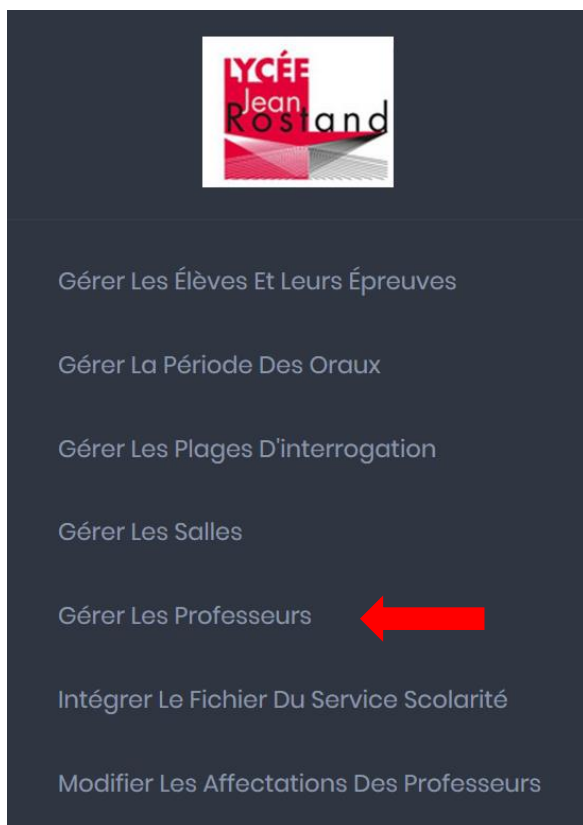 LYCÉE
Jean
Rostand
Gérer Les Élèves Et Leurs Épreuves
Gérer La Période Des Oraux
Gérer Les Plages D'interrogation
Gérer Les Salles
Gérer Les Professeurs
Intégrer Le Fichier Du Service Scolarité
Modifier Les Affectations Des Professeurs